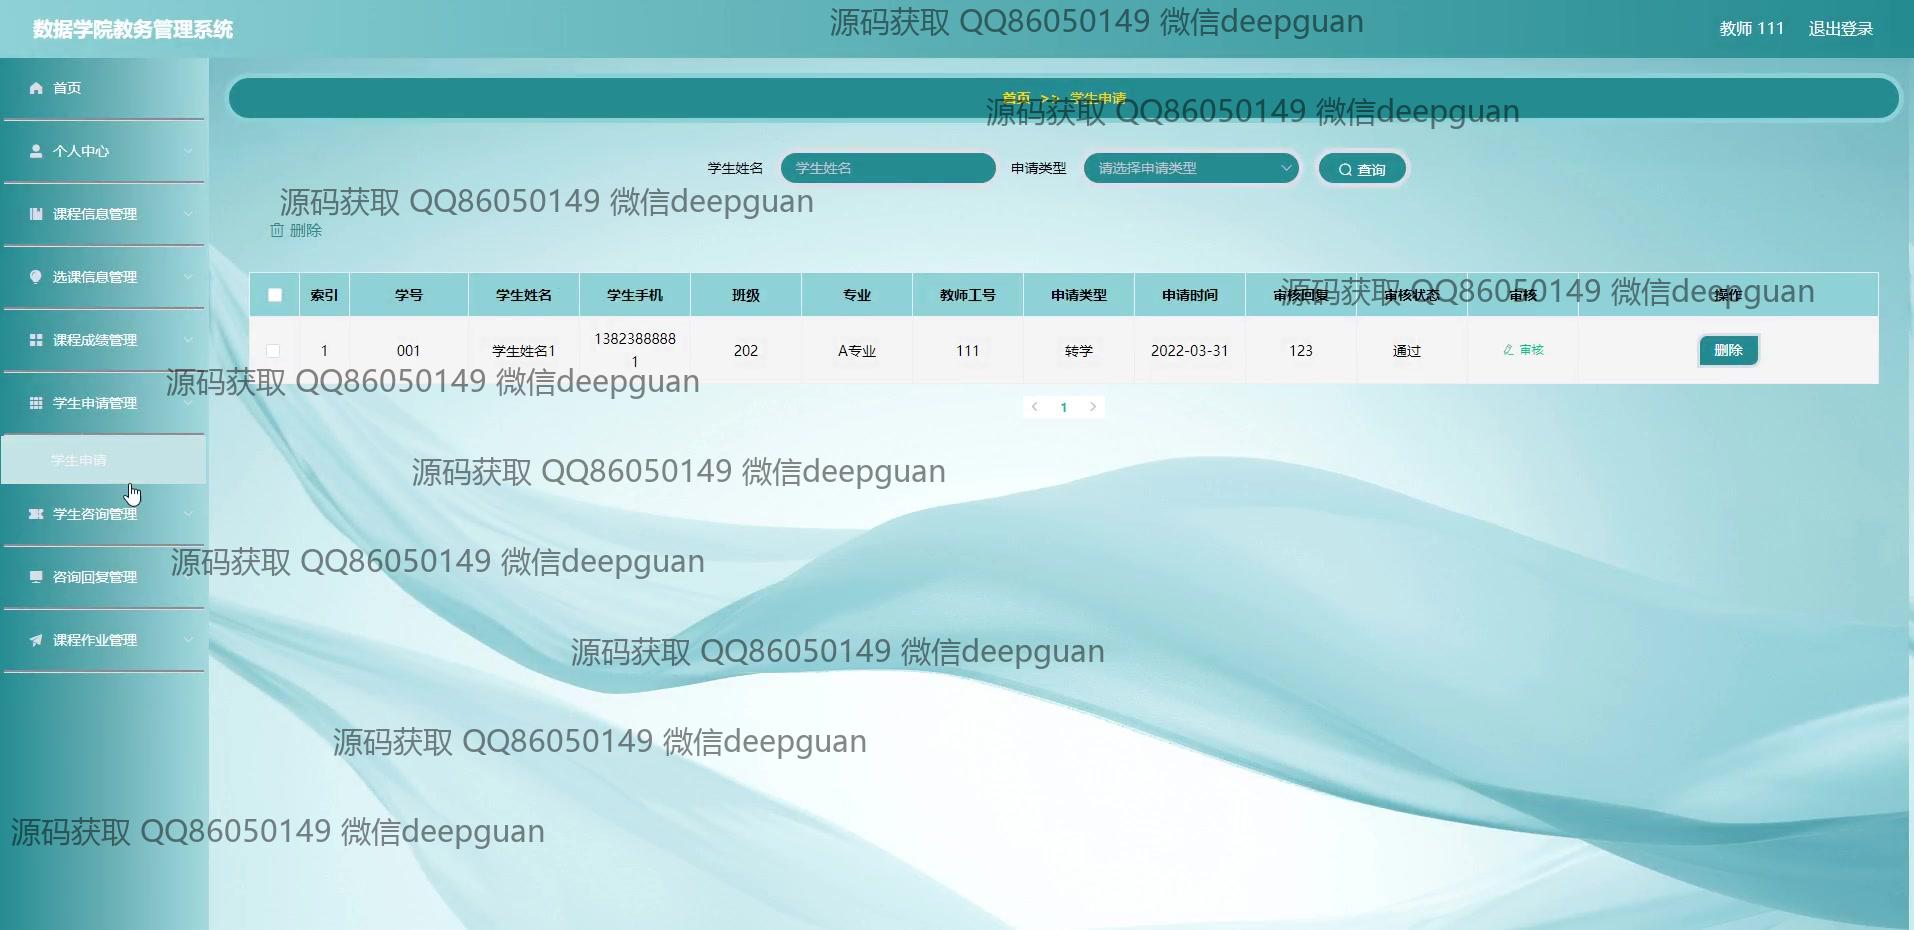 数据学院教务管理系统
源码获取 QQ86050149 微信deepguan
教师 111 退出登录
首页
首页 >> 学生申请
源码获取 QQ86050149 微信deepguan
个人中心
学生姓名 学生姓名 申请类型 请选择申请类型 查询
源码获取 QQ86050149 微信deepguan
课程信息管理
删除
选课信息管理
源码获取 QQ86050149 微信deepguan
索引 学号 学生姓名 学生手机 班级 专业 教师工号 申请类型 申请时间 审核回复 审核状态 审核 操作
课程成绩管理
1 001 学生姓名1 13823888881 202 A专业 111 转学 2022-03-31 123 通过 审核 删除
源码获取 QQ86050149 微信deepguan
学生申请管理
1
学生申请
源码获取 QQ86050149 微信deepguan
学生咨询管理
源码获取 QQ86050149 微信deepguan
咨询回复管理
课程作业管理
源码获取 QQ86050149 微信deepguan
源码获取 QQ86050149 微信deepguan
源码获取 QQ86050149 微信deepguan